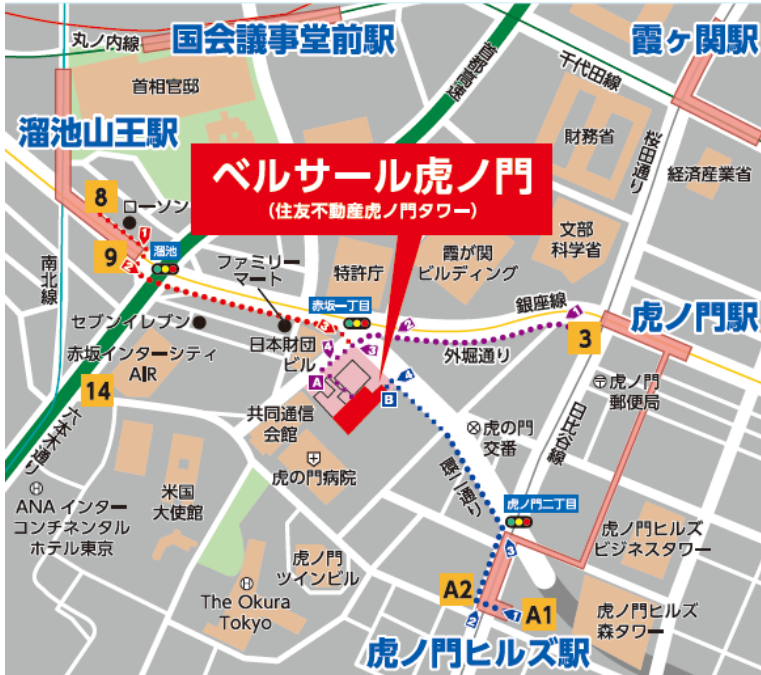 丸ノ内線
国会議事堂前駅
霞ヶ関駅
首都高速
千代田線
首相官邸
溜池山王駅
財務省
桜田通り
経済産業省
ベルサール虎ノ門
(住友不動産虎ノ門タワー)
8
ローソン
1
9
2
溜池
南北線
ファミリー
マート
特許庁
霞が関
ビルディング
文部
科学省
赤坂一丁目
銀座線
虎ノ門駅
セブンイレブン
3
日本財団
ビル
4
3
2
1
外堀通り
3
赤坂インターシティ
AIR
A
4
B
14
虎ノ門
郵便局
六本木通り
共同通信
会館
虎の門
交番
日比谷線
虎の門病院
愛宕下通り
米国
大使館
H
ANA インター
コンチネンタル
ホテル東京
虎ノ門二丁目
3
虎ノ門ヒルズ
ビジネスタワー
虎ノ門
ツインビル
H
The Okura
Tokyo
A2
2
1
A1
虎ノ門ヒルズ
森タワー
虎ノ門ヒルズ駅